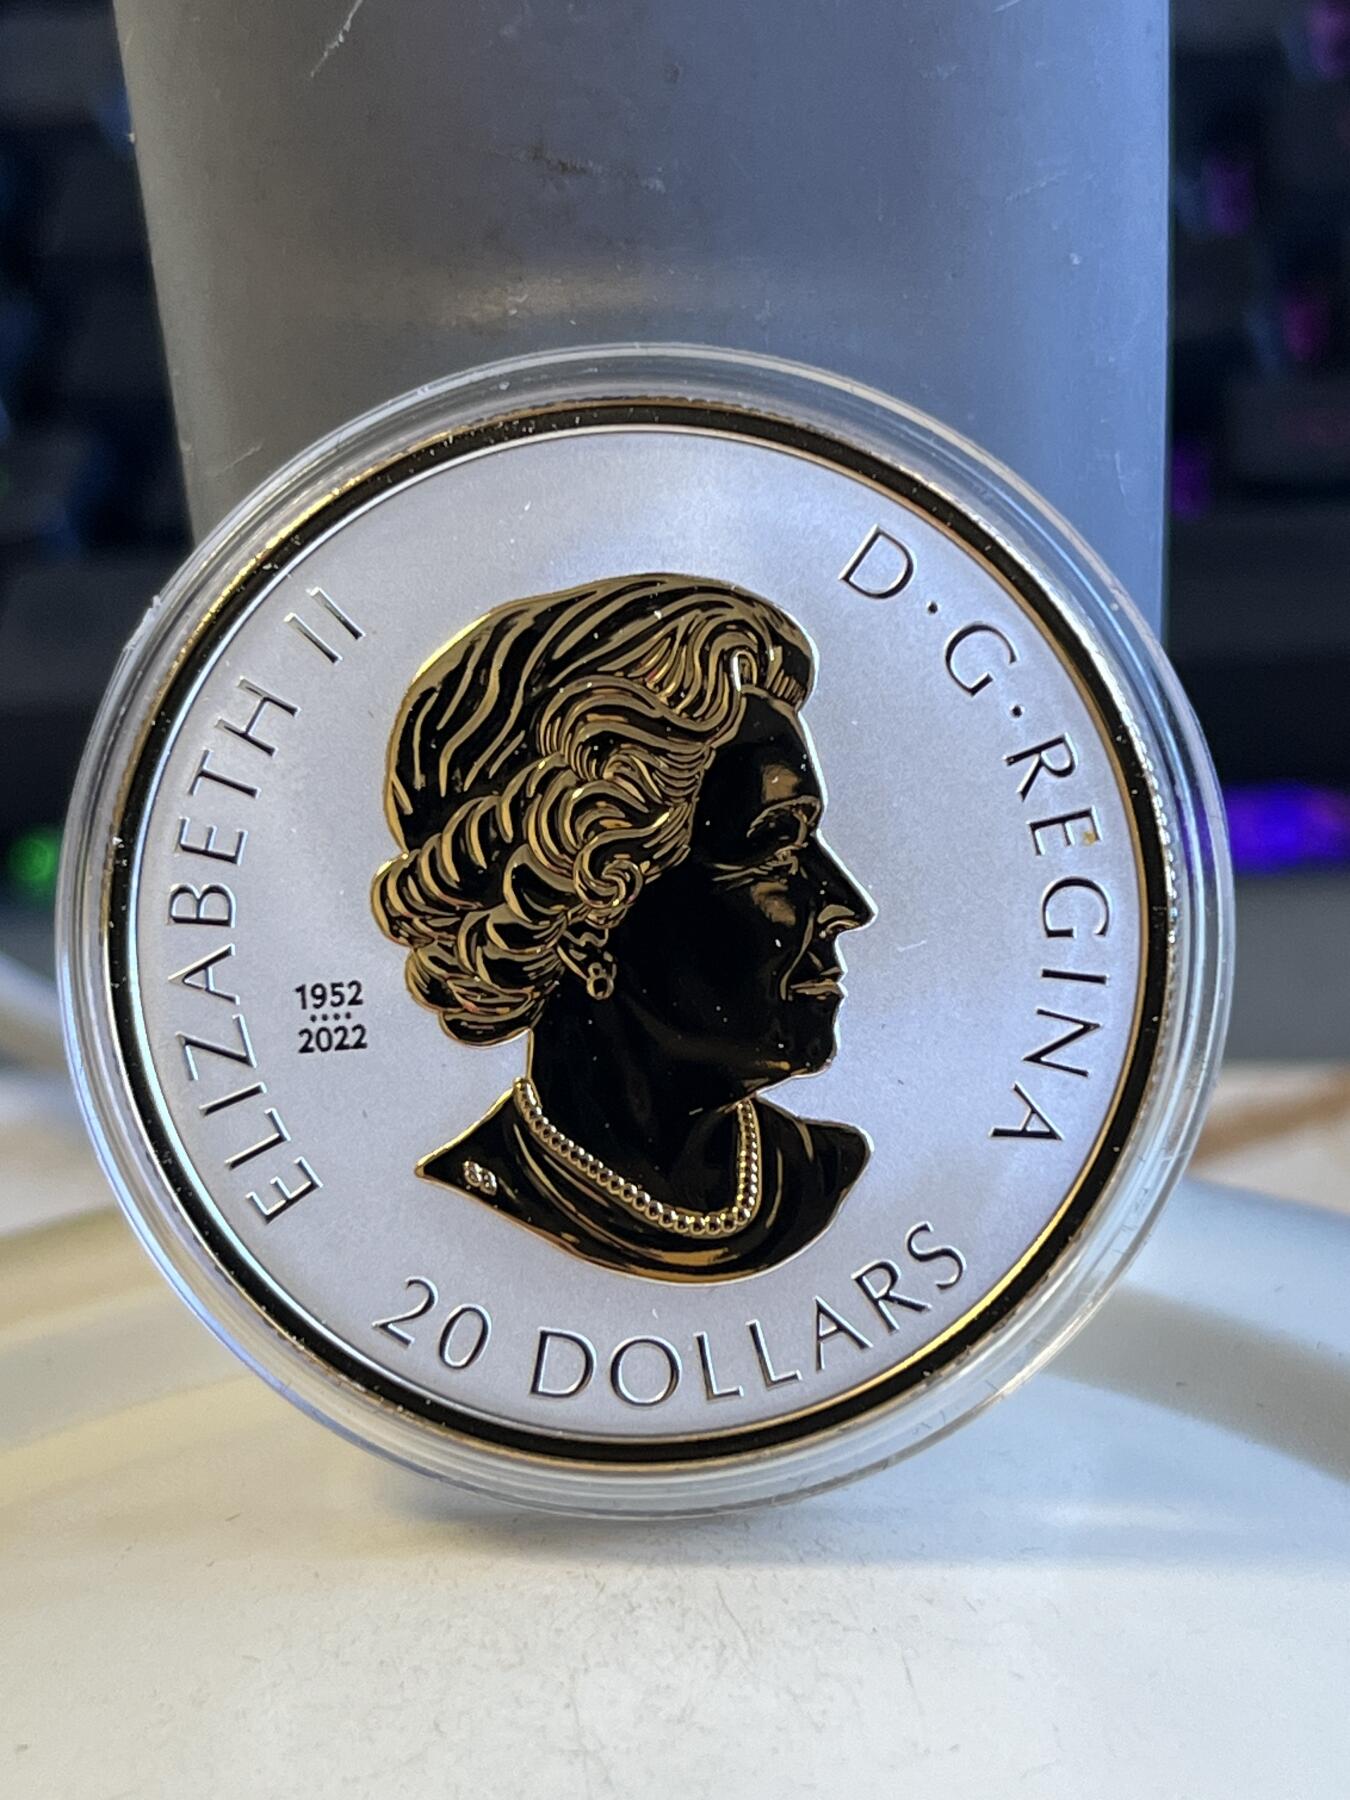 ELIZABETH II
D·G·REGINA
1952
2022
20 DOLLARS